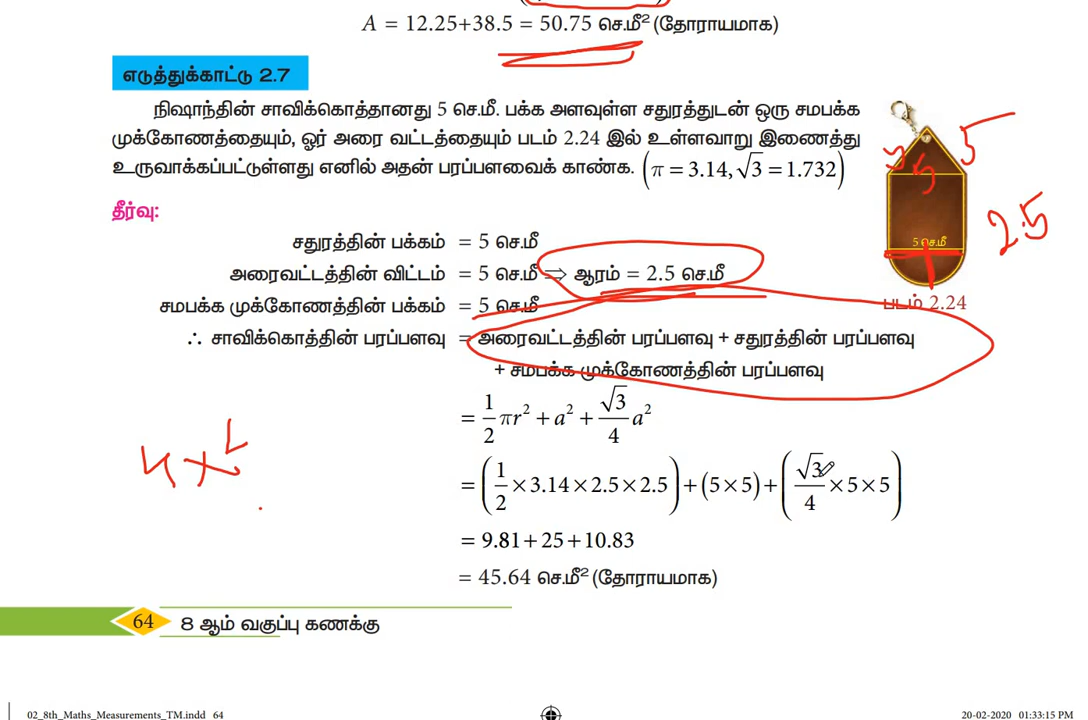 A = 12.25+38.5 = 50.75 செ.மீ² (தோராயமாக)
எடுத்துக்காட்டு 2.7
நிஷாந்தின் சாவிக்கொத்தானது 5 செ.மீ. பக்க அளவுள்ள சதுரத்துடன் ஒரு சமபக்க
முக்கோணத்தையும், ஓர் அரை வட்டத்தையும் படம் 2.24 இல் உள்ளவாறு இணைத்து
உருவாக்கப்பட்டுள்ளது எனில் அதன் பரப்பளவைக் காண்க. (π = 3.14, √3 = 1.732)
5
5
2.5
5 செ.மீ
படம் 2.24
தீர்வு:
சதுரத்தின் பக்கம் = 5 செ.மீ
அரைவட்டத்தின் விட்டம் = 5 செ.மீ ⇒ ஆரம் = 2.5 செ.மீ
சமபக்க முக்கோணத்தின் பக்கம் = 5 செ.மீ
∴ சாவிக்கொத்தின் பரப்பளவு = அரைவட்டத்தின் பரப்பளவு + சதுரத்தின் பரப்பளவு
+ சமபக்க முக்கோணத்தின் பரப்பளவு
= 1/2 πr² + a² + √3/4 a²
= (1/2 × 3.14 × 2.5 × 2.5) + (5 × 5) + (√3/4 × 5 × 5)
= 9.81 + 25 + 10.83
= 45.64 செ.மீ² (தோராயமாக)
64 8 ஆம் வகுப்பு கணக்கு
02_8th_Maths_Measurements_TM.indd 64 20-02-2020 01:33:15 PM